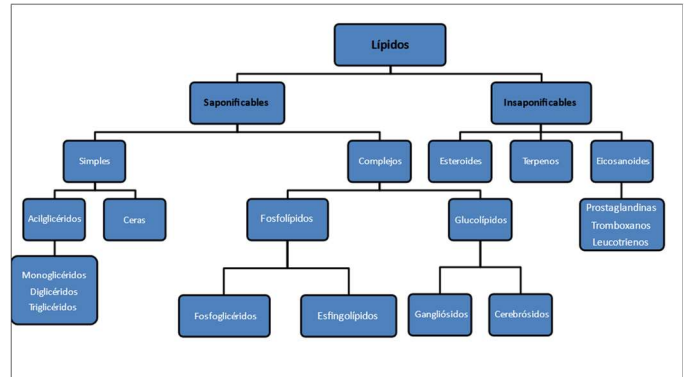 Lípidos
Saponificables
Insaponificables
Simples
Complejos
Esteroides
Terpenos
Eicosanoides
Acilglicéridos
Ceras
Fosfolípidos
Glucolípidos
Prostaglandinas
Tromboxanos
Leucotrienos
Monoglicéridos
Diglicéridos
Triglicéridos
Fosfoglicéridos
Esfingolípidos
Gangliósidos
Cerebrósidos